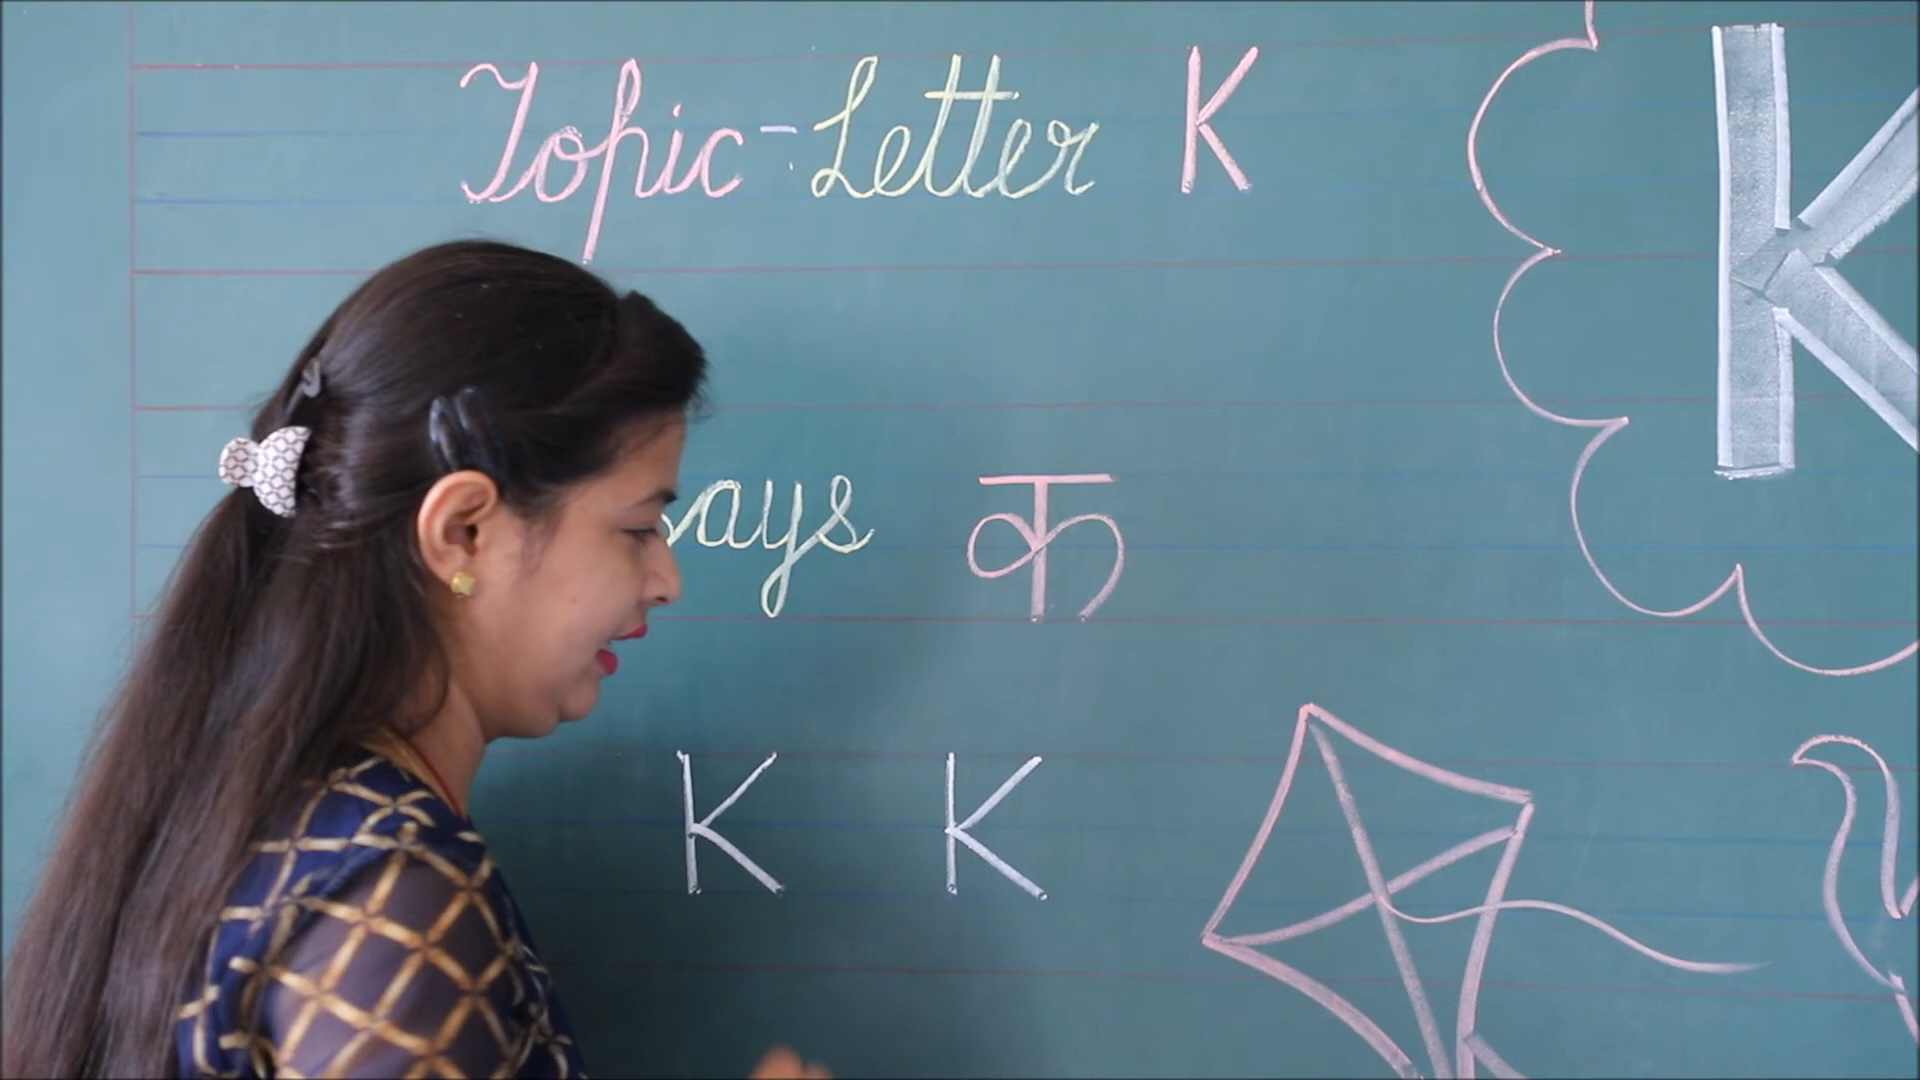 Topic - Letter K
K
says क
K K